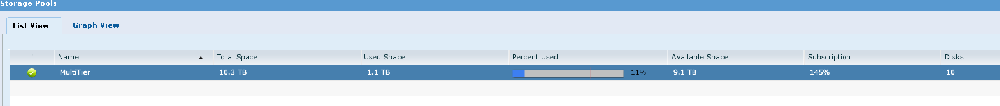 Storage Pools
List View Graph View
! Name ▲ Total Space Used Space Percent Used Available Space Subscription Disks
MultiTier 10.3 TB 1.1 TB 11% 9.1 TB 145% 10